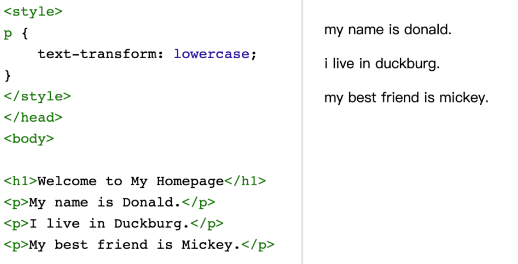 <style>
p {
    text-transform: lowercase;
}
</style>
</head>
<body>

<h1>Welcome to My Homepage</h1>
<p>My name is Donald.</p>
<p>I live in Duckburg.</p>
<p>My best friend is Mickey.</p>

my name is donald.
i live in duckburg.
my best friend is mickey.